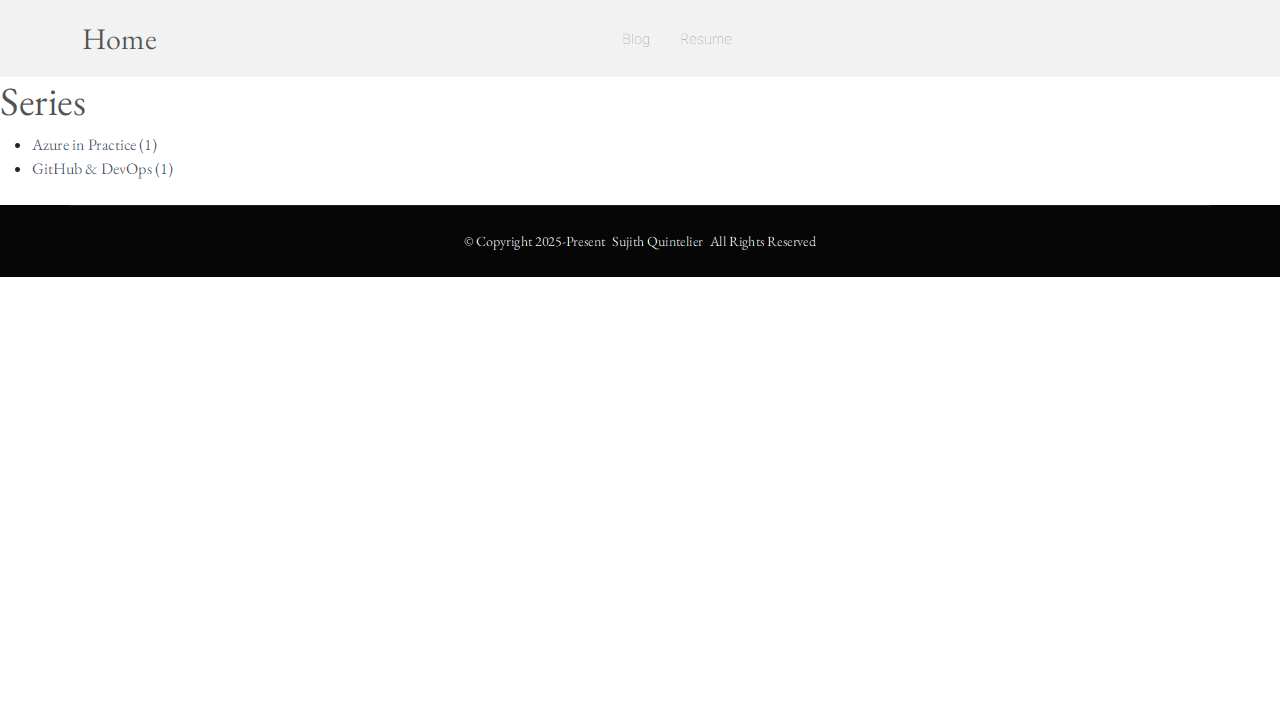 Home
Blog
Resume
Series
Azure in Practice (1)
GitHub & DevOps (1)
© Copyright 2025-Present Sujith Quintelier All Rights Reserved